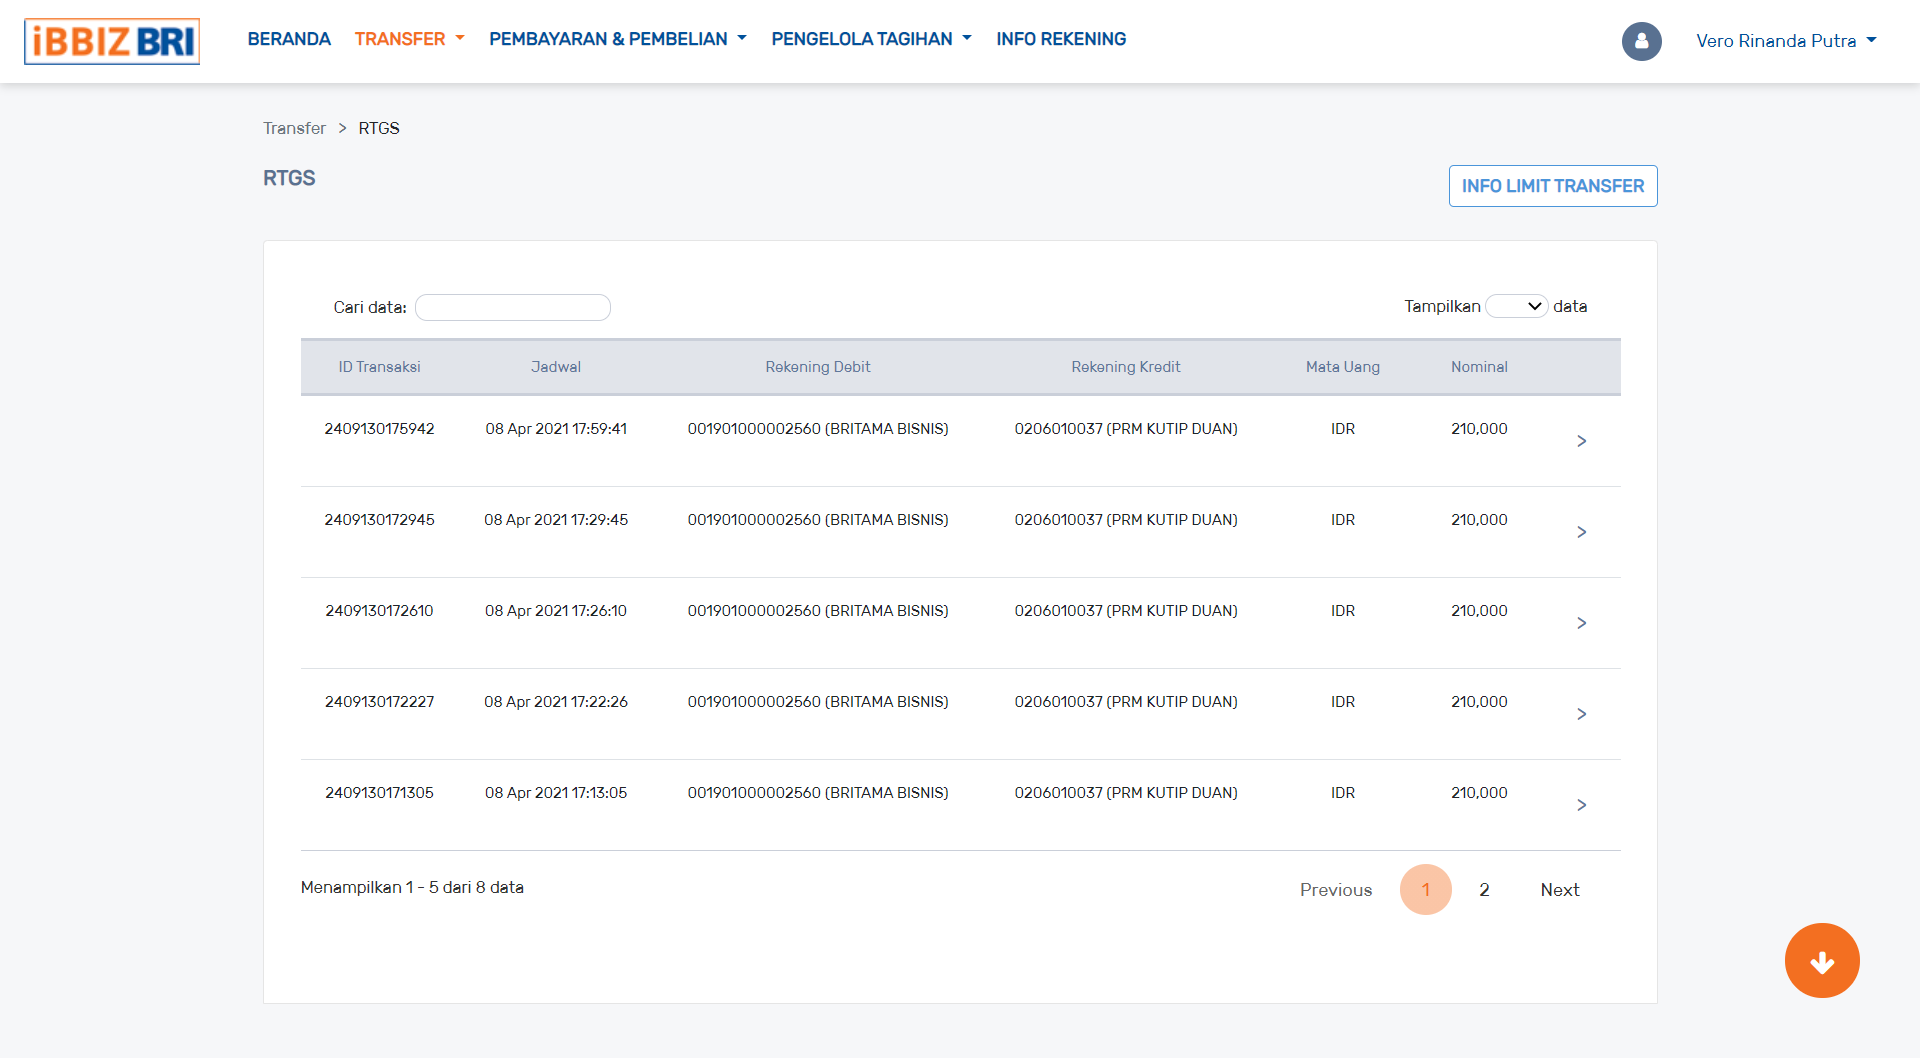 iBBIZ BRI BERANDA TRANSFER PEMBAYARAN & PEMBELIAN PENGELOLA TAGIHAN INFO REKENING Vero Rinanda Putra
Transfer > RTGS
RTGS
INFO LIMIT TRANSFER
Cari data: Tampilkan data
ID Transaksi Jadwal Rekening Debit Rekening Kredit Mata Uang Nominal
2409130175942 08 Apr 2021 17:59:41 001901000002560 (BRITAMA BISNIS) 0206010037 (PRM KUTIP DUAN) IDR 210,000 >
2409130172945 08 Apr 2021 17:29:45 001901000002560 (BRITAMA BISNIS) 0206010037 (PRM KUTIP DUAN) IDR 210,000 >
2409130172610 08 Apr 2021 17:26:10 001901000002560 (BRITAMA BISNIS) 0206010037 (PRM KUTIP DUAN) IDR 210,000 >
2409130172227 08 Apr 2021 17:22:26 001901000002560 (BRITAMA BISNIS) 0206010037 (PRM KUTIP DUAN) IDR 210,000 >
2409130171305 08 Apr 2021 17:13:05 001901000002560 (BRITAMA BISNIS) 0206010037 (PRM KUTIP DUAN) IDR 210,000 >
Menampilkan 1 - 5 dari 8 data Previous 1 2 Next